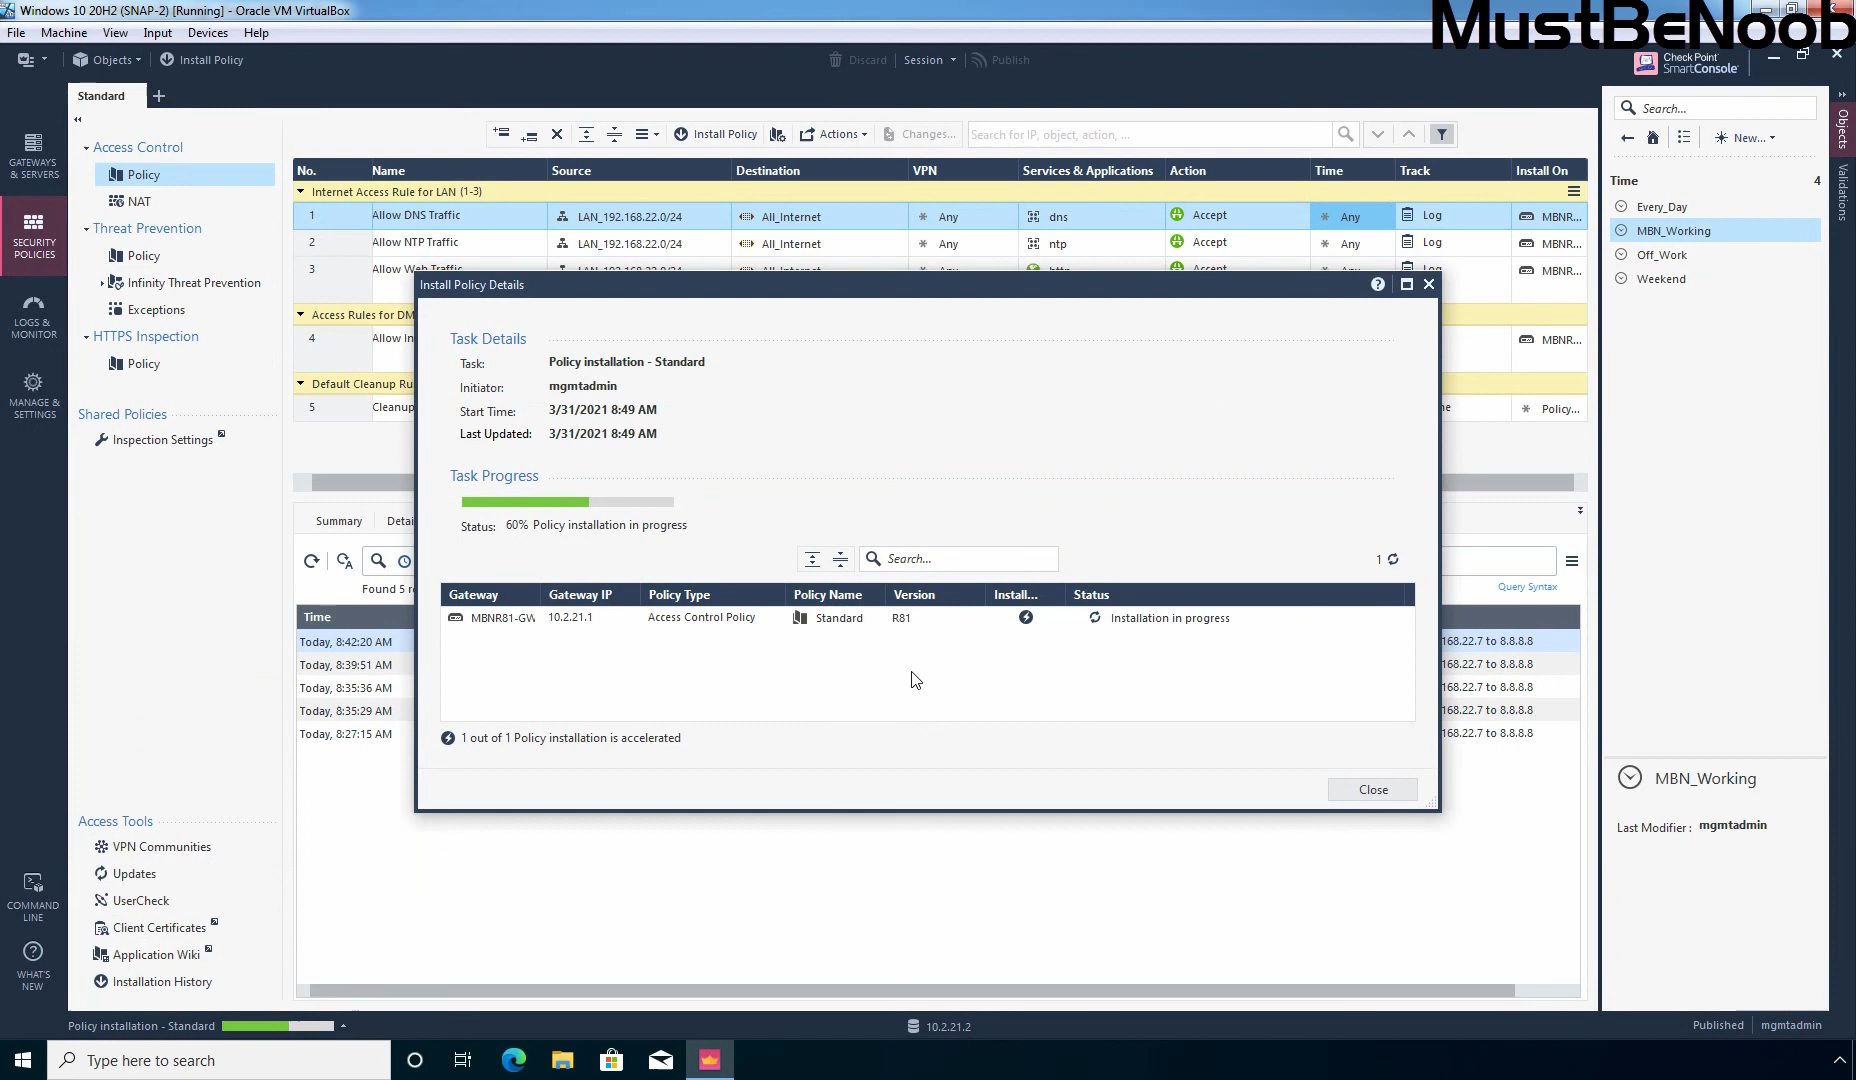 Windows 10 20H2 (SNAP-2) [Running] - Oracle VM VirtualBox
MustBeNoob
File Machine View Input Devices Help
Objects Install Policy Discard Session Publish
Check Point
SmartConsole
Standard
Search...
Objects
Validations
GATEWAYS
& SERVERS
SECURITY
POLICIES
LOGS &
MONITOR
MANAGE &
SETTINGS
COMMAND
LINE
WHAT'S
NEW
Access Control
Policy
NAT
Threat Prevention
Policy
Infinity Threat Prevention
Exceptions
HTTPS Inspection
Policy
Shared Policies
Inspection Settings
Access Tools
VPN Communities
Updates
UserCheck
Client Certificates
Application Wiki
Installation History
Install Policy Actions Changes... Search for IP, object, action, ...
No. Name Source Destination VPN Services & Applications Action Time Track Install On
Internet Access Rule for LAN (1-3)
1 Allow DNS Traffic LAN_192.168.22.0/24 All_Internet Any dns Accept Any Log MBNR...
2 Allow NTP Traffic LAN_192.168.22.0/24 All_Internet Any ntp Accept Any Log MBNR...
3 Allow Web Traffic LAN_192.168.22.0/24 All_Internet Any http Accept Any Log MBNR...
Access Rules for DM
4 Allow In MBNR...
Default Cleanup Ru
5 Cleanup ne Policy...
Install Policy Details
Task Details
Task: Policy installation - Standard
Initiator: mgmtadmin
Start Time: 3/31/2021 8:49 AM
Last Updated: 3/31/2021 8:49 AM
Task Progress
Status: 60% Policy installation in progress
Search... 1
Gateway Gateway IP Policy Type Policy Name Version Install... Status
MBNR81-GW 10.2.21.1 Access Control Policy Standard R81 Installation in progress
1 out of 1 Policy installation is accelerated
Close
Summary Detai
Query Syntax
Found 5 r
Time
Today, 8:42:20 AM 168.22.7 to 8.8.8.8
Today, 8:39:51 AM 168.22.7 to 8.8.8.8
Today, 8:35:36 AM 168.22.7 to 8.8.8.8
Today, 8:35:29 AM 168.22.7 to 8.8.8.8
Today, 8:27:15 AM 168.22.7 to 8.8.8.8
New...
Time 4
Every_Day
MBN_Working
Off_Work
Weekend
MBN_Working
Last Modifier : mgmtadmin
Policy installation - Standard 10.2.21.2 Published mgmtadmin
Type here to search